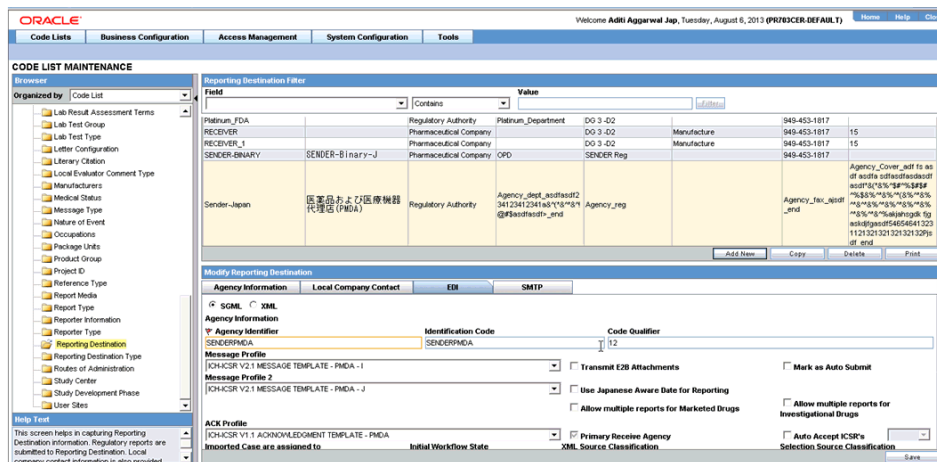 ORACLE
Welcome Aditi Aggarwal Jap, Tuesday, August 6, 2013 (PR703CER-DEFAULT)
Home Help Clo
Code Lists Business Configuration Access Management System Configuration Tools
CODE LIST MAINTENANCE
Browser
Organized by Code List
Lab Result Assessment Terms
Lab Test Group
Lab Test Type
Letter Configuration
Literary Citation
Local Evaluator Comment Type
Manufacturers
Medical Status
Message Type
Nature of Event
Occupations
Package Units
Product Group
Project ID
Reference Type
Report Media
Report Type
Reporter Information
Reporter Type
Reporting Destination
Reporting Destination Type
Routes of Administration
Study Center
Study Development Phase
User Sites
Help Text
This screen helps in capturing Reporting
Destination information. Regulatory reports are
submitted to Reporting Destination. Local
company contact information is also provided
Reporting Destination Filter
Field Value
Contains Filter
Platinum_FDA Regulatory Authority Platinum_Department DG 3 -D2 949-453-1817
RECEIVER Pharmaceutical Company DG 3 -D2 Manufacture 949-453-1817 15
RECEIVER_1 Pharmaceutical Company DG 3 -D2 Manufacture 949-453-1817 15
SENDER-BINARY SENDER-Binary-J Pharmaceutical Company OPD SENDER Reg 949-453-1817
Sender-Japan
医薬品および医療機器
代理店(PMDA)
Regulatory Authority
Agency_dept_asdfasdf2
Agency_reg
Agency_fax_ajsdf
_end
Agency_Cover_adf fs as
df end
Add New Copy Delete Print
Modify Reporting Destination
Agency Information Local Company Contact EDI SMTP
SGML XML
Agency Information
Agency Identifier Identification Code Code Qualifier
SENDERPMDA SENDERPMDA 12
Message Profile
ICH-ICSR V2.1 MESSAGE TEMPLATE - PMDA - I Transmit E2B Attachments Mark as Auto Submit
Message Profile 2
ICH-ICSR V2.1 MESSAGE TEMPLATE - PMDA - J Use Japanese Aware Date for Reporting
Allow multiple reports for Marketed Drugs Allow multiple reports for
Investigational Drugs
ACK Profile
ICH-ICSR V1.1 ACKNOWLEDGMENT TEMPLATE - PMDA Primary Receive Agency Auto Accept ICSR's
Imported Case are assigned to Initial Workflow State XML Source Classification Selection Source Classification
Save